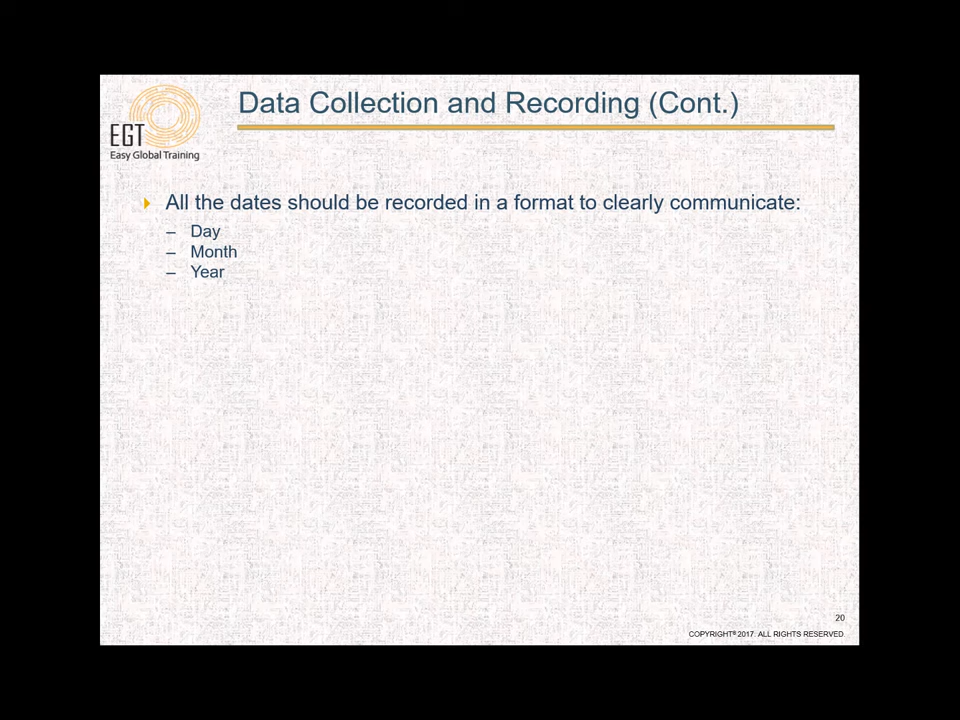 Data Collection and Recording (Cont.)
EGT
Easy Global Training
All the dates should be recorded in a format to clearly communicate:
– Day
– Month
– Year
20
COPYRIGHT® 2017. ALL RIGHTS RESERVED.